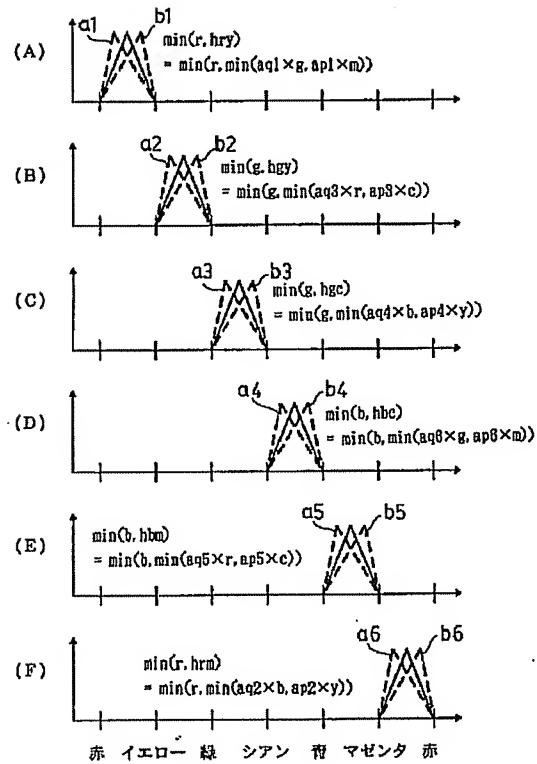 (A)
a1
b1
min(r, hry)
= min(r, min(aq1×g, ap1×m))
(B)
a2
b2
min(g, hgy)
= min(g, min(aq3×r, ap3×c))
(C)
a3
b3
min(g, hgc)
= min(g, min(aq4×b, ap4×y))
(D)
a4
b4
min(b, hbc)
= min(b, min(aq6×g, ap6×m))
(E)
a5
b5
min(b, hbm)
= min(b, min(aq5×r, ap5×c))
(F)
a6
b6
min(r, hrm)
= min(r, min(aq2×b, ap2×y))
赤 イエロー 緑 シアン 青 マゼンタ 赤